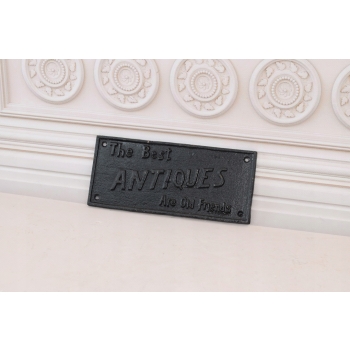 The Best
ANTIQUES
Are Old Friends